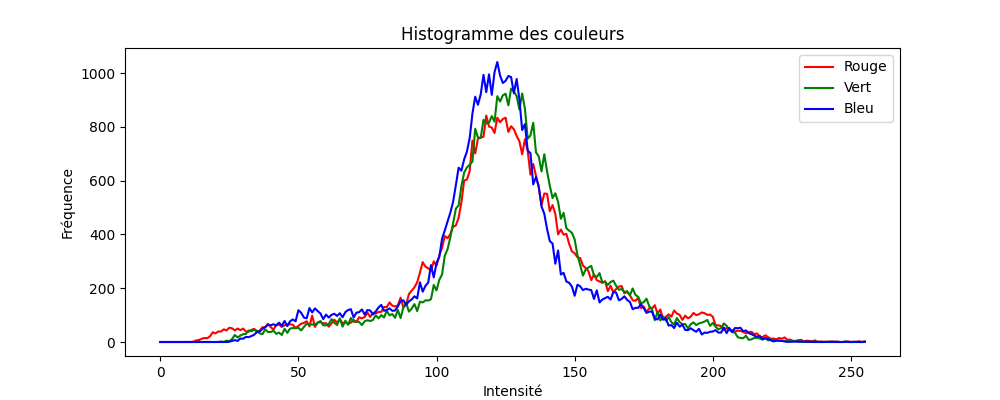 Histogramme des couleurs
Rouge
Vert
Bleu
Fréquence
1000
800
600
400
200
0
0 50 100 150 200 250
Intensité